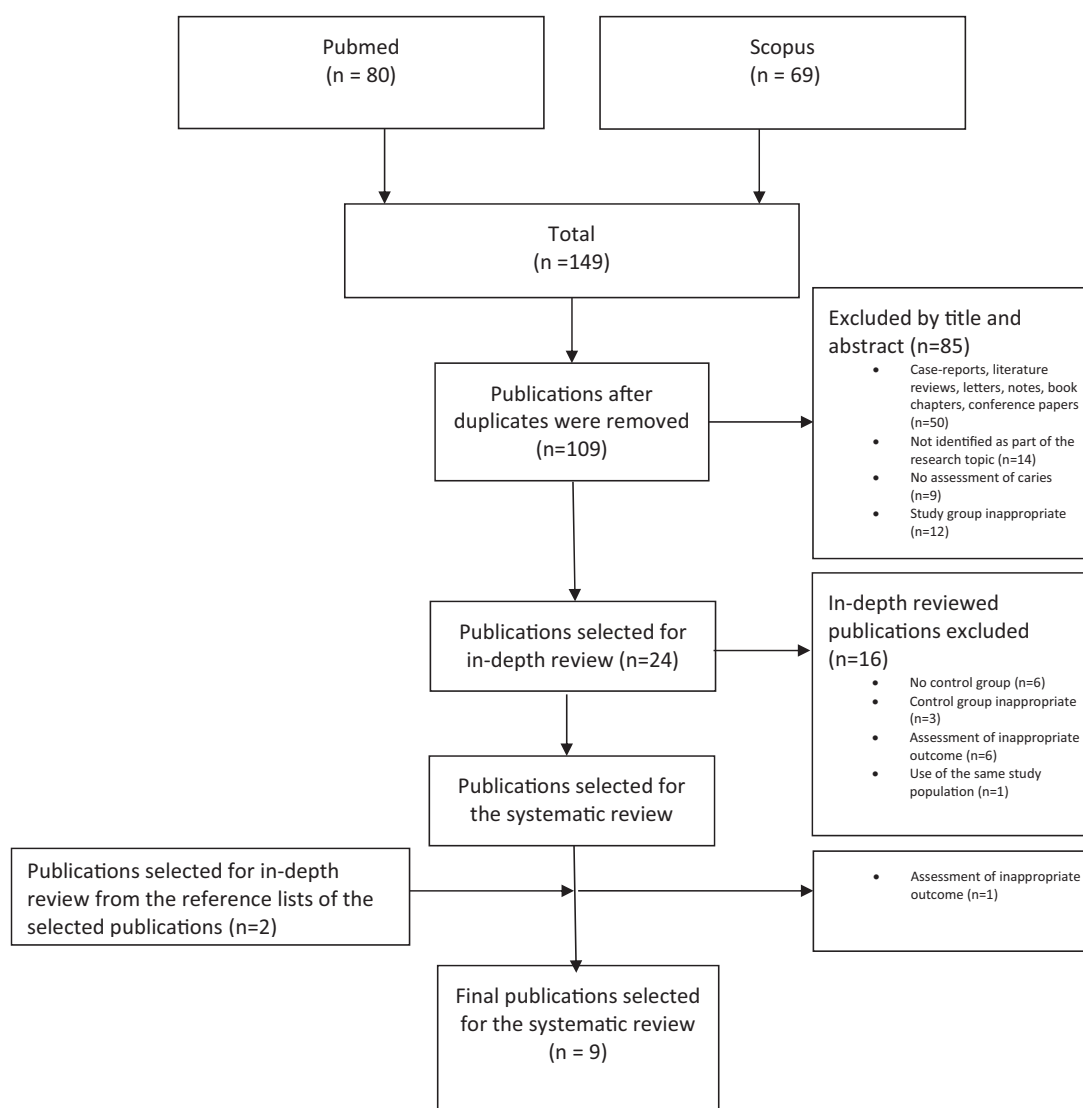 Pubmed
(n = 80)
Scopus
(n = 69)
Total
(n =149)
Publications after
duplicates were removed
(n=109)
Excluded by title and
abstract (n=85)
• Case-reports, literature
reviews, letters, notes, book
chapters, conference papers
(n=50)
• Not identified as part of the
research topic (n=14)
• No assessment of caries
(n=9)
• Study group inappropriate
(n=12)
Publications selected for
in-depth review (n=24)
In-depth reviewed
publications excluded
(n=16)
• No control group (n=6)
• Control group inappropriate
(n=3)
• Assessment of inappropriate
outcome (n=6)
• Use of the same study
population (n=1)
Publications selected for
the systematic review
Publications selected for in-depth
review from the reference lists of the
selected publications (n=2)
• Assessment of inappropriate
outcome (n=1)
Final publications selected
for the systematic review
(n = 9)